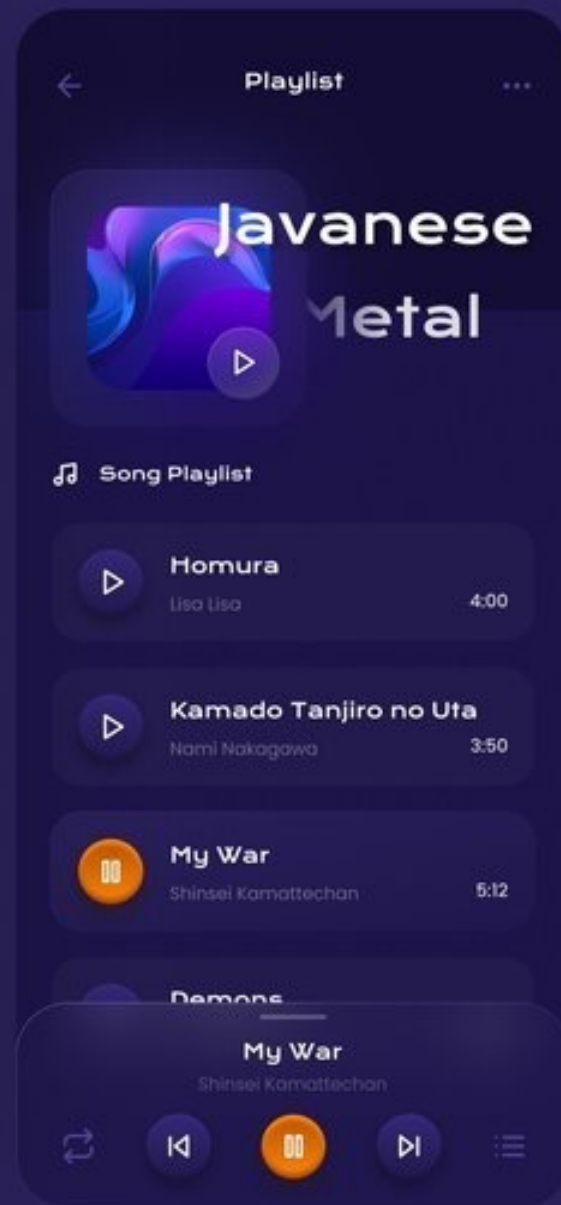 Playlist
Javanese
Metal
Song Playlist
Homura
Lisa Lisa
4:00
Kamado Tanjiro no Uta
Nami Nakagawa
3:50
My War
Shinsei Kamattechan
5:12
Demons
My War
Shinsei Kamattechan